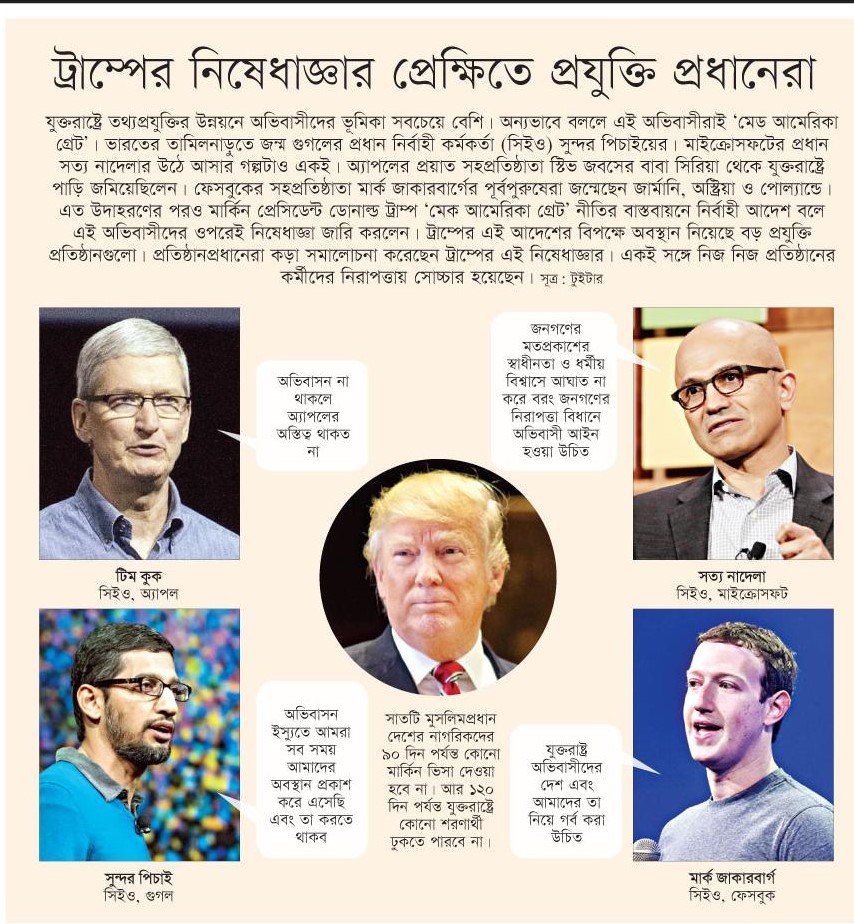 ট্রাম্পের নিষেধাজ্ঞার প্রেক্ষিতে প্রযুক্তি প্রধানেরা
যুক্তরাষ্ট্রে তথ্যপ্রযুক্তির উন্নয়নে অভিবাসীদের ভূমিকা সবচেয়ে বেশি। অন্যভাবে বললে এই অভিবাসীরাই ‘মেড আমেরিকা
গ্রেট’। ভারতের তামিলনাড়ুতে জন্ম গুগলের প্রধান নির্বাহী কর্মকর্তা (সিইও) সুন্দর পিচাইয়ের। মাইক্রোসফটের প্রধান
সত্য নাদেলার উঠে আসার গল্পটাও একই। অ্যাপলের প্রয়াত সহপ্রতিষ্ঠাতা স্টিভ জবসের বাবা সিরিয়া থেকে যুক্তরাষ্ট্রে
পাড়ি জমিয়েছিলেন। ফেসবুকের সহপ্রতিষ্ঠাতা মার্ক জাকারবার্গের পূর্বপুরুষেরা জন্মেছেন জার্মানি, অস্ট্রিয়া ও পোল্যান্ডে।
এত উদাহরণের পরও মার্কিন প্রেসিডেন্ট ডোনাল্ড ট্রাম্প ‘মেক আমেরিকা গ্রেট’ নীতির বাস্তবায়নে নির্বাহী আদেশ বলে
এই অভিবাসীদের ওপরেই নিষেধাজ্ঞা জারি করলেন। ট্রাম্পের এই আদেশের বিপক্ষে অবস্থান নিয়েছে বড় প্রযুক্তি
প্রতিষ্ঠানগুলো। প্রতিষ্ঠানপ্রধানেরা কড়া সমালোচনা করেছেন ট্রাম্পের এই নিষেধাজ্ঞার। একই সঙ্গে নিজ নিজ প্রতিষ্ঠানের
কর্মীদের নিরাপত্তায় সোচ্চার হয়েছেন। সূত্র : টুইটার
অভিবাসন না
থাকলে
অ্যাপলের
অস্তিত্ব থাকত
না
জনগণের
মতপ্রকাশের
স্বাধীনতা ও ধর্মীয়
বিশ্বাসে আঘাত না
করে বরং জনগণের
নিরাপত্তা বিধানে
অভিবাসী আইন
হওয়া উচিত
টিম কুক
সিইও, অ্যাপল
সত্য নাদেলা
সিইও, মাইক্রোসফট
অভিবাসন
ইস্যুতে আমরা
সব সময়
আমাদের
অবস্থান প্রকাশ
করে এসেছি
এবং তা করতে
থাকব
সাতটি মুসলিমপ্রধান
দেশের নাগরিকদের
৯০ দিন পর্যন্ত কোনো
মার্কিন ভিসা দেওয়া
হবে না। আর ১২০
দিন পর্যন্ত যুক্তরাষ্ট্রে
কোনো শরণার্থী
ঢুকতে পারবে না।
যুক্তরাষ্ট্র
অভিবাসীদের
দেশ এবং
আমাদের তা
নিয়ে গর্ব করা
উচিত
সুন্দর পিচাই
সিইও, গুগল
মার্ক জাকারবার্গ
সিইও, ফেসবুক